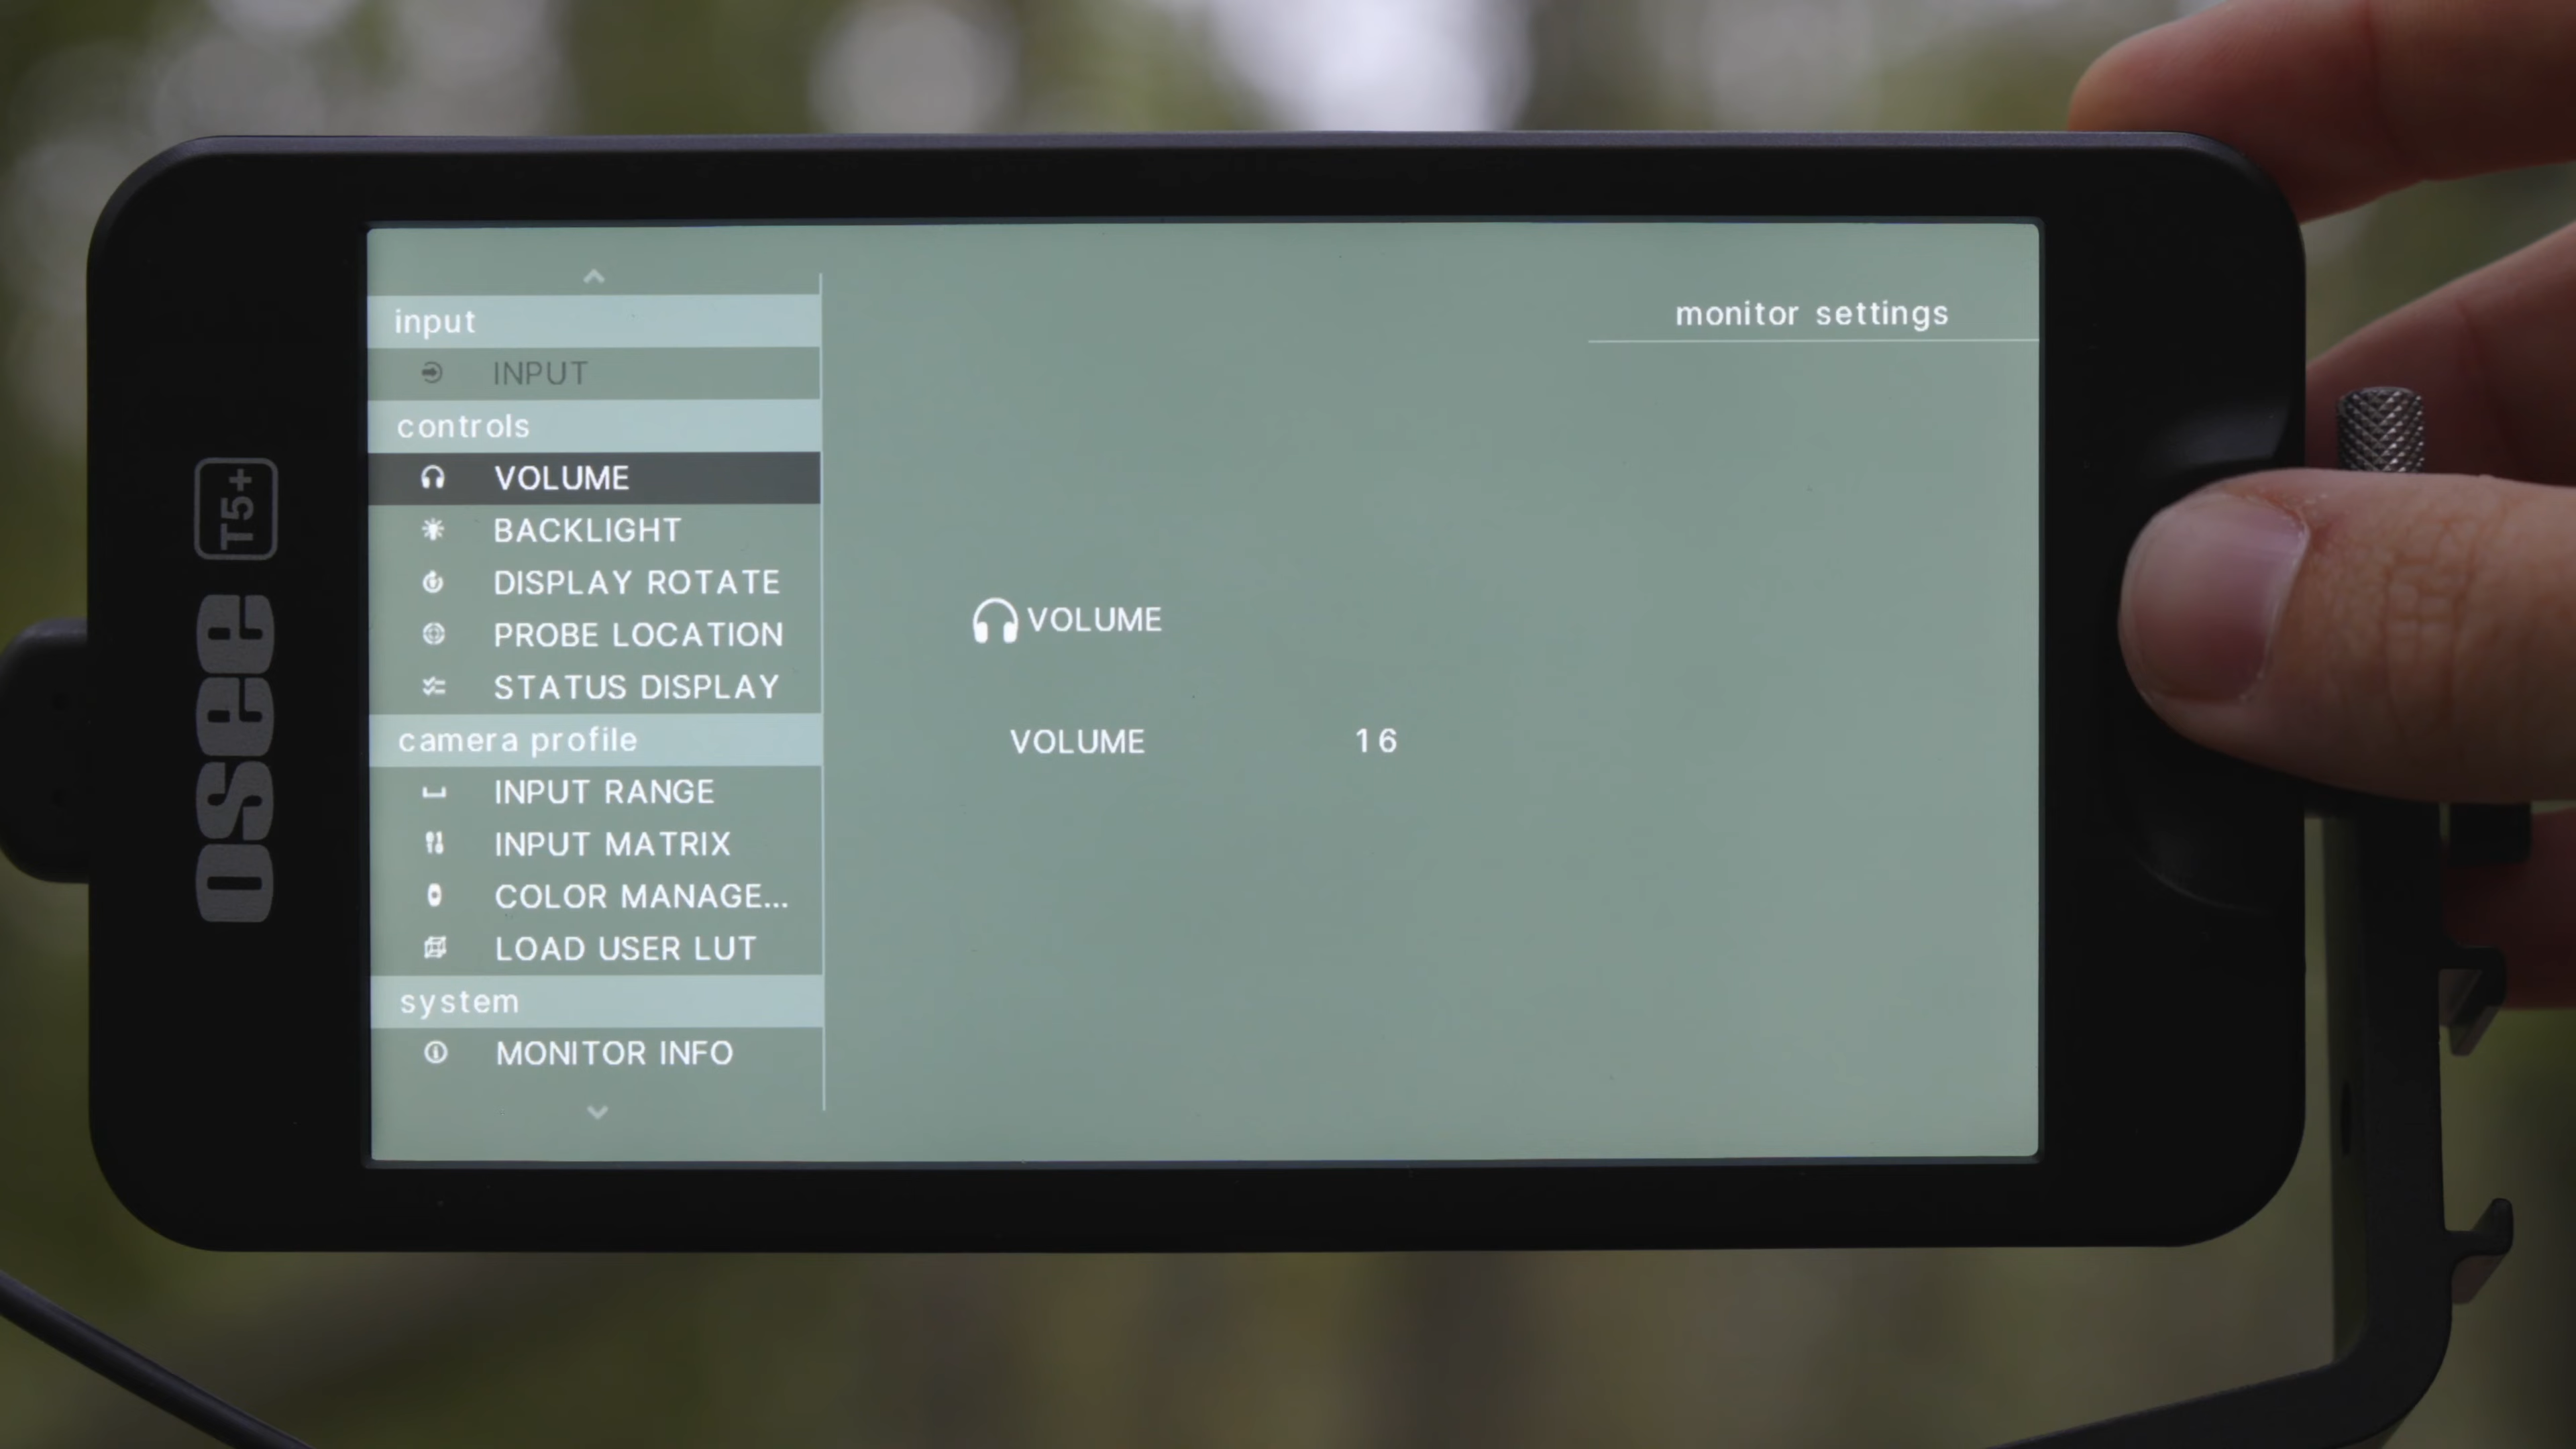 osee T5+
monitor settings
input
INPUT
controls
VOLUME
BACKLIGHT
DISPLAY ROTATE
PROBE LOCATION
STATUS DISPLAY
camera profile
INPUT RANGE
INPUT MATRIX
COLOR MANAGE...
LOAD USER LUT
system
MONITOR INFO
VOLUME
VOLUME 16